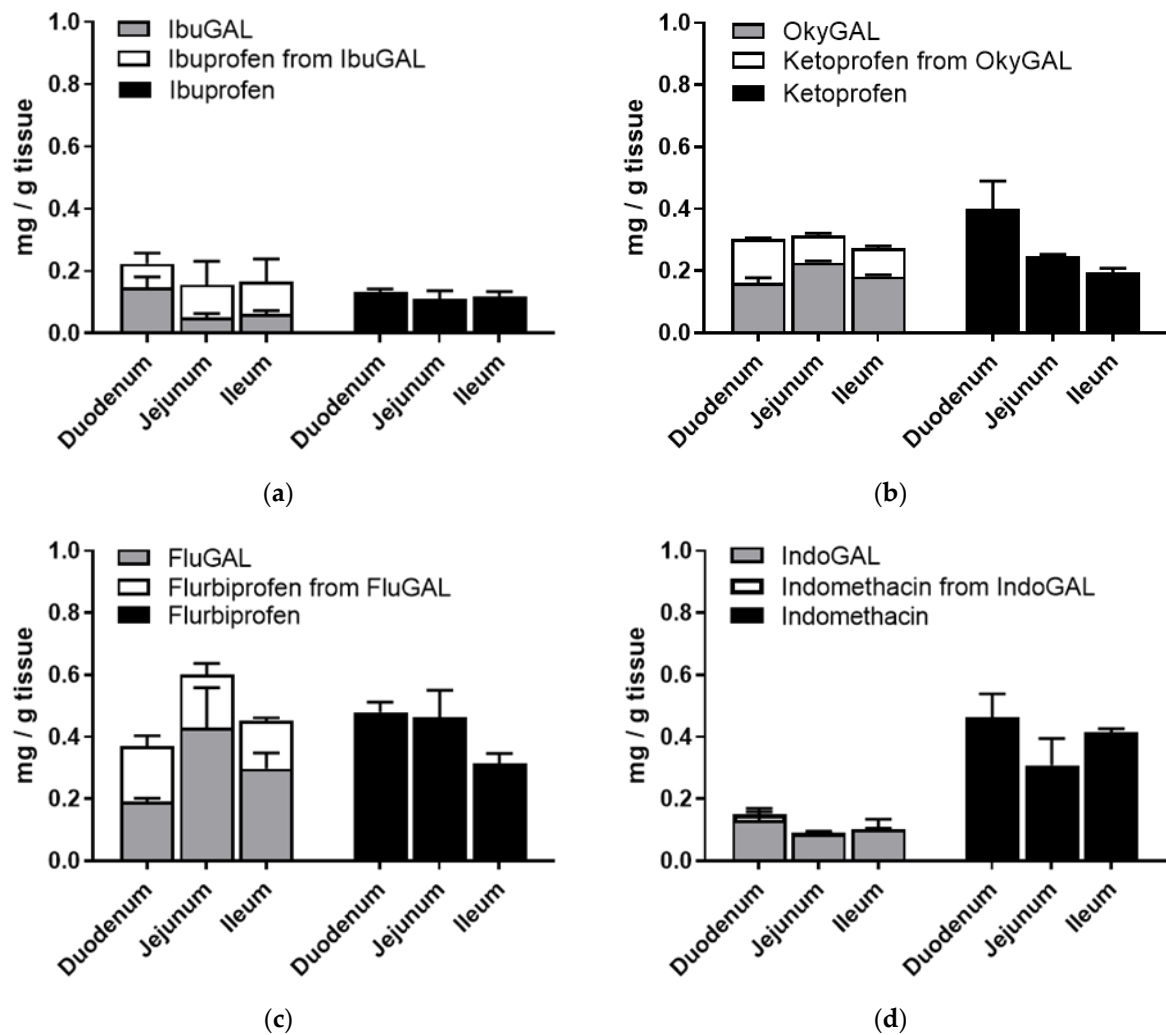 IbuGAL
Ibuprofen from IbuGAL
Ibuprofen
mg / g tissue
1.0
0.8
0.6
0.4
0.2
0.0
Duodenum
Jejunum
Ileum
Duodenum
Jejunum
Ileum
(a)
OkyGAL
Ketoprofen from OkyGAL
Ketoprofen
mg / g tissue
1.0
0.8
0.6
0.4
0.2
0.0
Duodenum
Jejunum
Ileum
Duodenum
Jejunum
Ileum
(b)
FluGAL
Flurbiprofen from FluGAL
Flurbiprofen
mg / g tissue
1.0
0.8
0.6
0.4
0.2
0.0
Duodenum
Jejunum
Ileum
Duodenum
Jejunum
Ileum
(c)
IndoGAL
Indomethacin from IndoGAL
Indomethacin
mg / g tissue
1.0
0.8
0.6
0.4
0.2
0.0
Duodenum
Jejunum
Ileum
Duodenum
Jejunum
Ileum
(d)